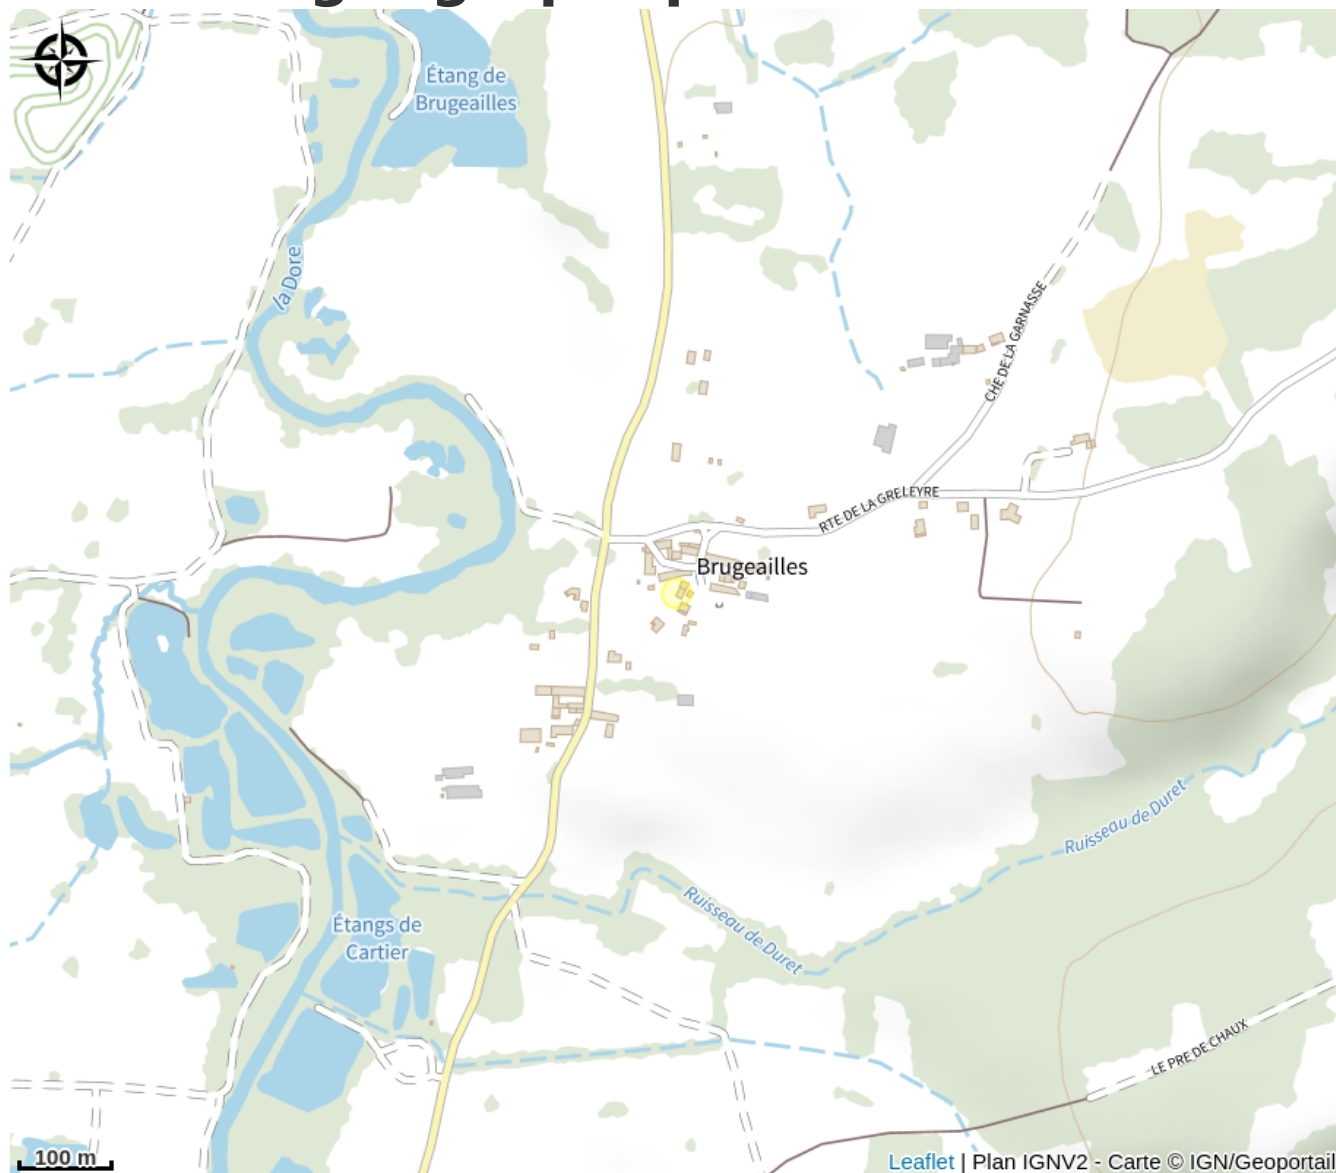 Étang de
Brugeailles
la Dore
CHE DE LA GARNASSE
RTE DE LA GRELEYRE
Brugeailles
Ruisseau de Duret
Ruisseau de Duret
Étangs de
Cartier
LE PRE DE CHAUX
100 m
Leaflet | Plan IGNV2 - Carte © IGN/Geoportail